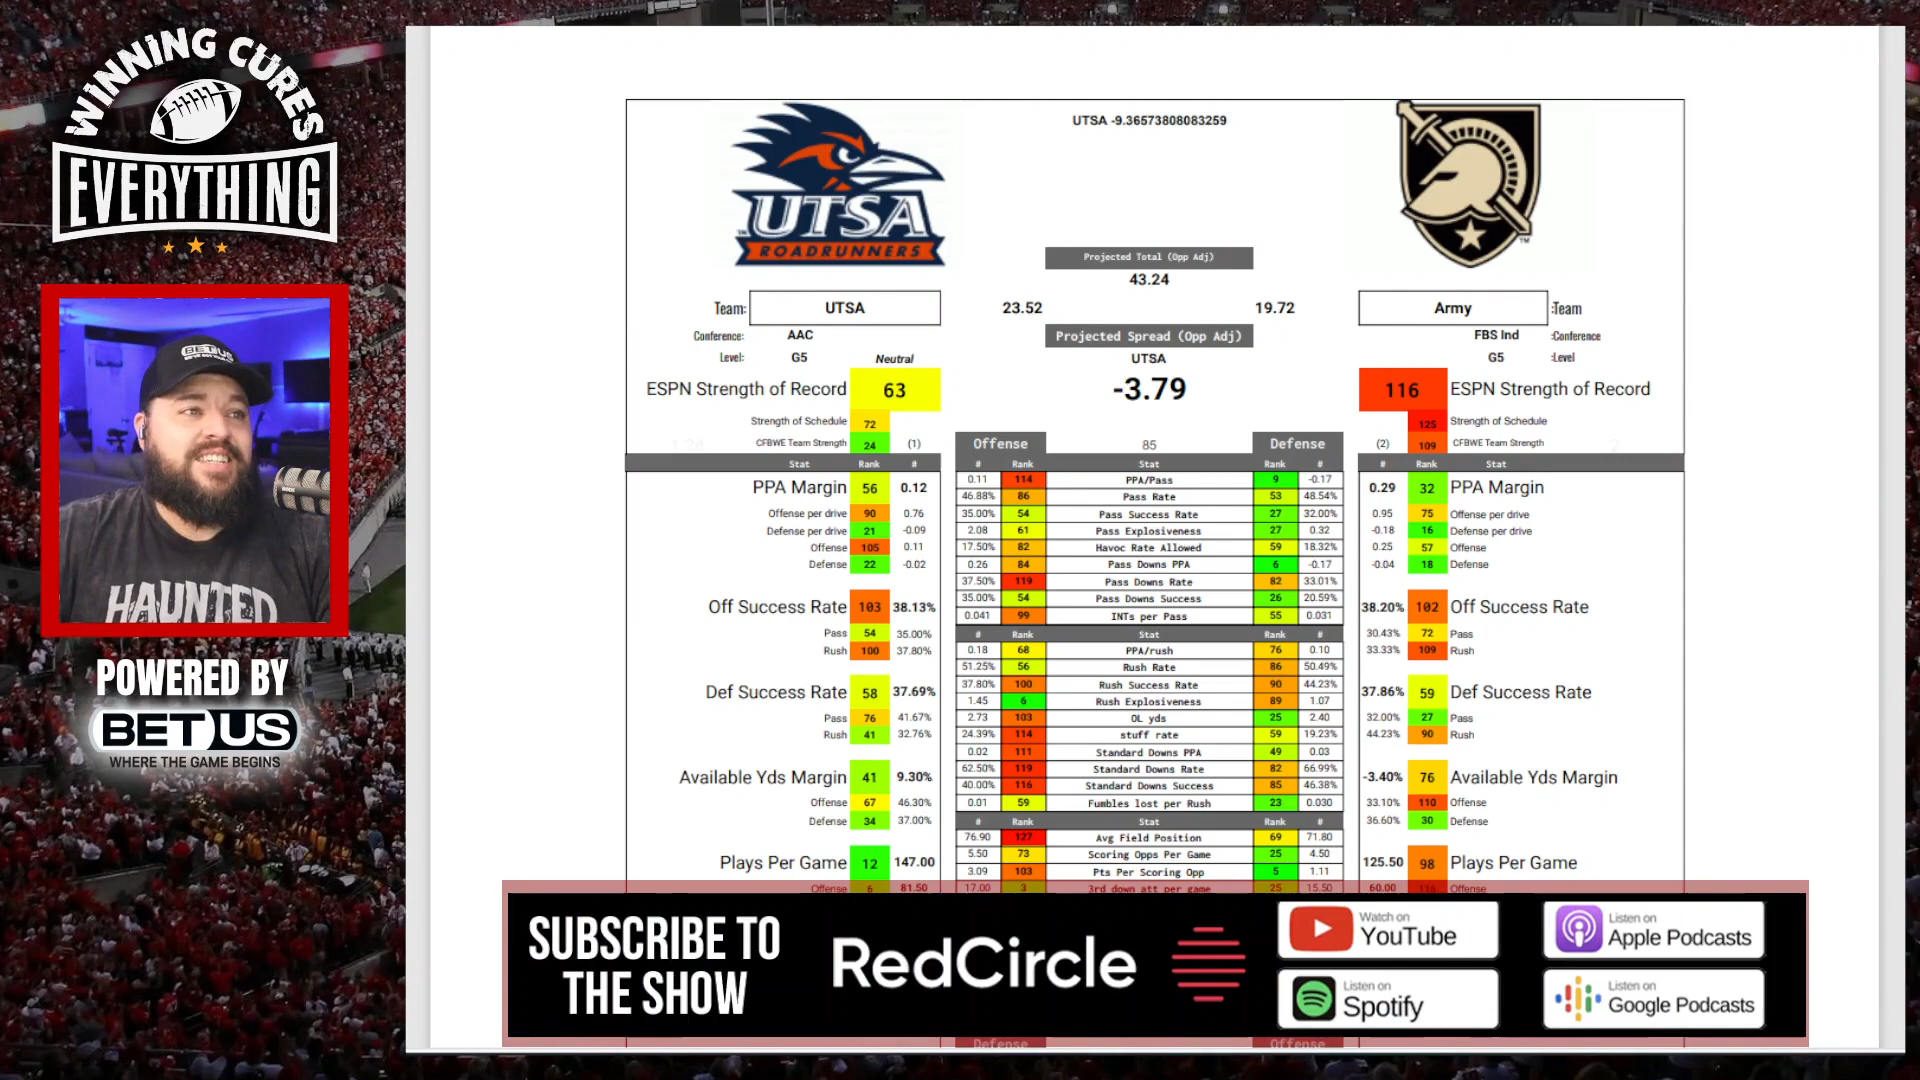 WINNING CURES
EVERYTHING
BETUS
HAUNTED
POWERED BY
BETUS
WHERE THE GAME BEGINS
UTSA -9.36573808083259
UTSA
ROADRUNNERS
Projected Total (Opp Adj)
43.24
Team: UTSA 23.52 19.72 Army :Team
Conference: AAC Projected Spread (Opp Adj) FBS Ind :Conference
Level: G5 Neutral UTSA G5 :Level
ESPN Strength of Record 63 -3.79 116 ESPN Strength of Record
Strength of Schedule 72 125 Strength of Schedule
CFBWE Team Strength 24 (1) Offense 85 Defense (2) 109 CFBWE Team Strength
Stat Rank # # Rank Stat Rank # # Rank Stat
PPA Margin 56 0.12
Offense per drive 90 0.76
Defense per drive 21 -0.09
Offense 105 0.11
Defense 22 -0.02
Off Success Rate 103 38.13%
Pass 54 35.00%
Rush 100 37.80%
Def Success Rate 58 37.69%
Pass 76 41.67%
Rush 41 32.76%
Available Yds Margin 41 9.30%
Offense 67 46.30%
Defense 34 37.00%
Plays Per Game 12 147.00
Offense 6 81.50
0.11 114 PPA/Pass 9 -0.17
46.88% 86 Pass Rate 53 48.54%
35.00% 54 Pass Success Rate 27 32.00%
2.08 61 Pass Explosiveness 27 0.32
17.50% 82 Havoc Rate Allowed 59 18.32%
0.26 84 Pass Downs PPA 6 -0.17
37.50% 119 Pass Downs Rate 82 33.01%
35.00% 54 Pass Downs Success 26 20.59%
0.041 99 INTs per Pass 55 0.031
# Rank Stat Rank #
0.18 68 PPA/rush 76 0.10
51.25% 56 Rush Rate 86 50.49%
37.80% 100 Rush Success Rate 90 44.23%
1.45 6 Rush Explosiveness 89 1.07
2.73 103 OL yds 25 2.40
24.39% 114 stuff rate 59 19.23%
0.02 111 Standard Downs PPA 49 0.03
62.50% 119 Standard Downs Rate 82 66.99%
40.00% 116 Standard Downs Success 85 46.38%
0.01 59 Fumbles lost per Rush 23 0.030
# Rank Stat Rank #
76.90 127 Avg Field Position 69 71.80
5.50 73 Scoring Opps Per Game 25 4.50
3.09 103 Pts Per Scoring Opp 5 1.11
17.00 3 3rd down att per game 25 15.50
0.29 32 PPA Margin
0.95 75 Offense per drive
-0.18 16 Defense per drive
0.25 57 Offense
-0.04 18 Defense
38.20% 102 Off Success Rate
30.43% 72 Pass
33.33% 109 Rush
37.86% 59 Def Success Rate
32.00% 27 Pass
44.23% 90 Rush
-3.40% 76 Available Yds Margin
33.10% 110 Offense
36.60% 30 Defense
125.50 98 Plays Per Game
60.00 116 Offense
SUBSCRIBE TO
THE SHOW
RedCircle
Watch on
YouTube
Listen on
Apple Podcasts
Listen on
Spotify
Listen on
Google Podcasts
Defense Offense